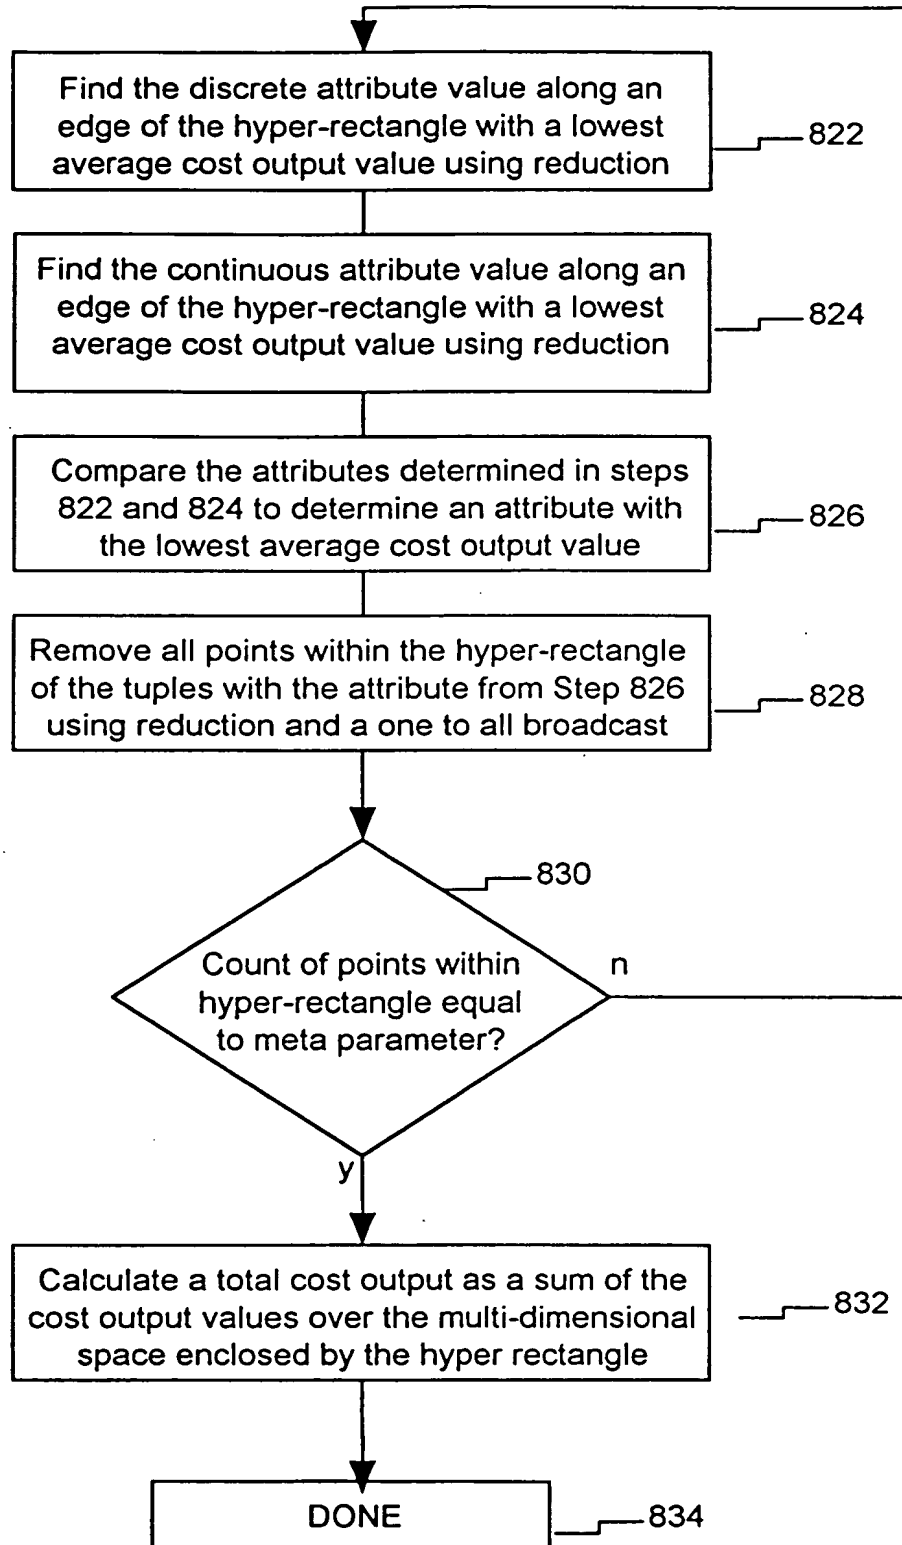 Find the discrete attribute value along an
edge of the hyper-rectangle with a lowest
average cost output value using reduction
822
Find the continuous attribute value along an
edge of the hyper-rectangle with a lowest
average cost output value using reduction
824
Compare the attributes determined in steps
822 and 824 to determine an attribute with
the lowest average cost output value
826
Remove all points within the hyper-rectangle
of the tuples with the attribute from Step 826
using reduction and a one to all broadcast
828
830
Count of points within
hyper-rectangle equal
to meta parameter?
n
y
Calculate a total cost output as a sum of the
cost output values over the multi-dimensional
space enclosed by the hyper rectangle
832
DONE
834